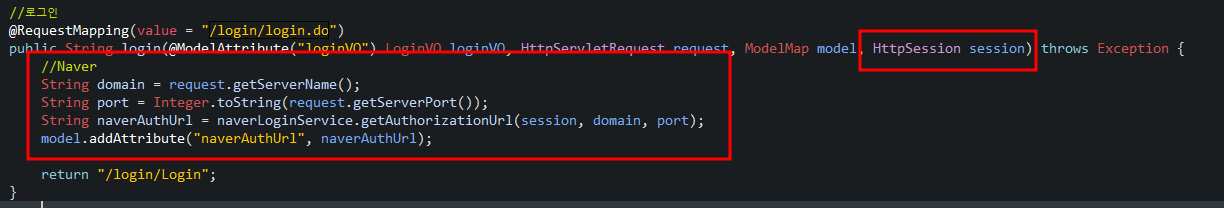 //로그인
@RequestMapping(value = "/login/login.do")
public String login(@ModelAttribute("loginVO") LoginVO loginVO, HttpServletRequest request, ModelMap model, HttpSession session) throws Exception {
//Naver
String domain = request.getServerName();
String port = Integer.toString(request.getServerPort());
String naverAuthUrl = naverLoginService.getAuthorizationUrl(session, domain, port);
model.addAttribute("naverAuthUrl", naverAuthUrl);
return "/login/Login";
}